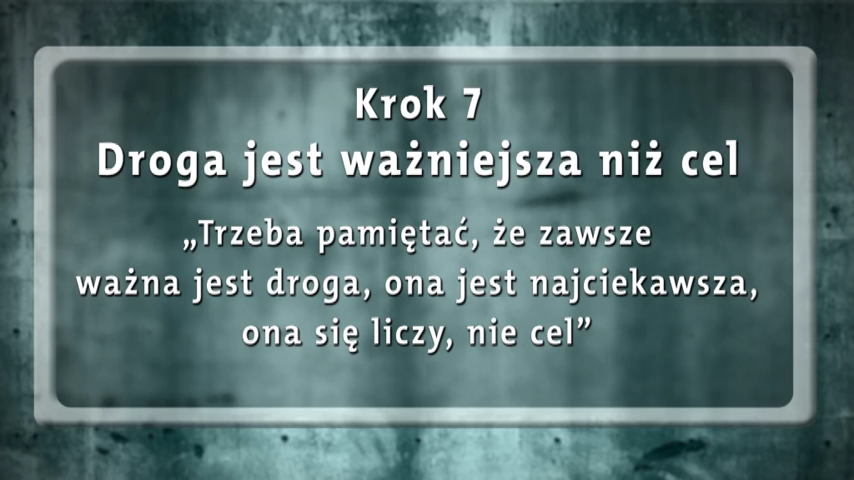 Krok 7
Droga jest ważniejsza niż cel
„Trzeba pamiętać, że zawsze
ważna jest droga, ona jest najciekawsza,
ona się liczy, nie cel”